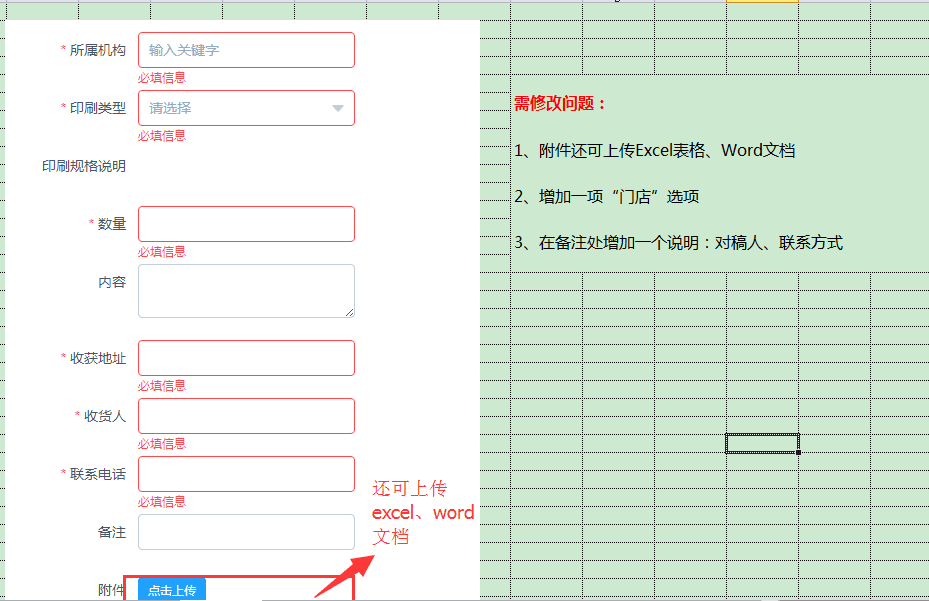 * 所属机构 输入关键字
必填信息
* 印刷类型 请选择
必填信息
印刷规格说明
* 数量
必填信息
内容
* 收获地址
必填信息
* 收货人
必填信息
* 联系电话
必填信息
备注
附件 点击上传
还可上传
excel、word
文档
需修改问题：
1、附件还可上传Excel表格、Word文档
2、增加一项“门店”选项
3、在备注处增加一个说明：对稿人、联系方式